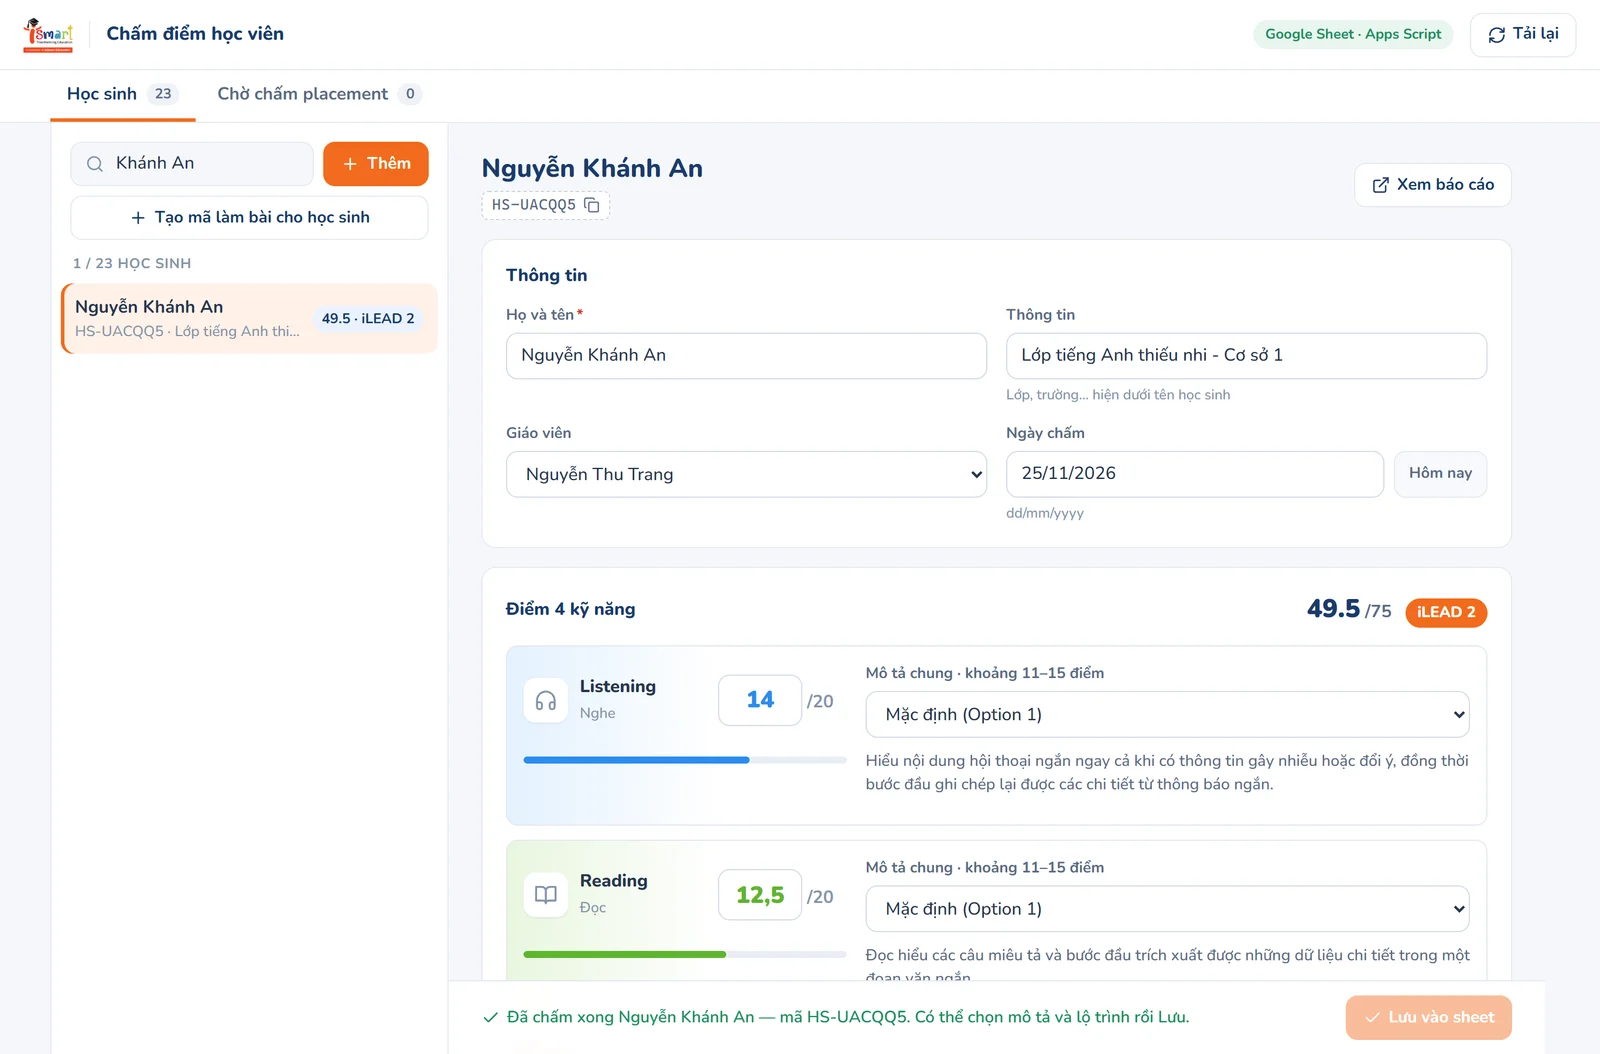 iSmart
Chấm điểm học viên
Google Sheet · Apps Script
Tải lại
Học sinh 23
Chờ chấm placement 0
Khánh An
+ Thêm
+ Tạo mã làm bài cho học sinh
1 / 23 HỌC SINH
Nguyễn Khánh An
HS-UACQQ5 · Lớp tiếng Anh thi...
49.5 · iLEAD 2
Nguyễn Khánh An
HS-UACQQ5
Xem báo cáo
Thông tin
Họ và tên*
Nguyễn Khánh An
Thông tin
Lớp tiếng Anh thiếu nhi - Cơ sở 1
Lớp, trường... hiện dưới tên học sinh
Giáo viên
Nguyễn Thu Trang
Ngày chấm
25/11/2026
Hôm nay
dd/mm/yyyy
Điểm 4 kỹ năng
49.5 /75
iLEAD 2
Listening
Nghe
14 /20
Mô tả chung · khoảng 11–15 điểm
Mặc định (Option 1)
Hiểu nội dung hội thoại ngắn ngay cả khi có thông tin gây nhiễu hoặc đổi ý, đồng thời
bước đầu ghi chép lại được các chi tiết từ thông báo ngắn.
Reading
Đọc
12,5 /20
Mô tả chung · khoảng 11–15 điểm
Mặc định (Option 1)
Đọc hiểu các câu miêu tả và bước đầu trích xuất được những dữ liệu chi tiết trong một
đoạn văn ngắn.
Đã chấm xong Nguyễn Khánh An — mã HS-UACQQ5. Có thể chọn mô tả và lộ trình rồi Lưu.
Lưu vào sheet